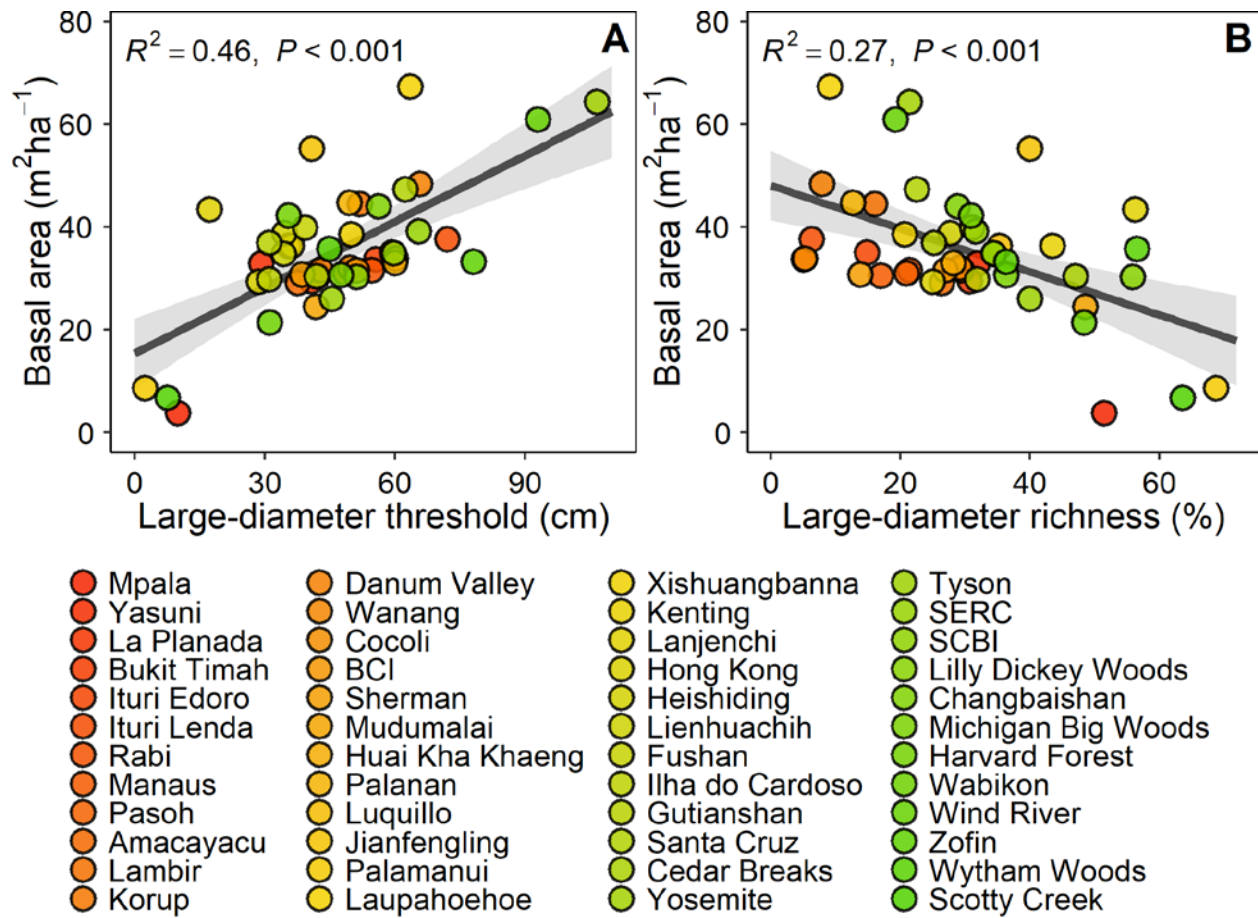 R² = 0.46, P < 0.001
A
80
60
40
20
0
Basal area (m²ha⁻¹)
0 30 60 90
Large-diameter threshold (cm)
R² = 0.27, P < 0.001
B
80
60
40
20
0
Basal area (m²ha⁻¹)
0 20 40 60
Large-diameter richness (%)
Mpala
Yasuni
La Planada
Bukit Timah
Ituri Edoro
Ituri Lenda
Rabi
Manaus
Pasoh
Amacayacu
Lambir
Korup
Danum Valley
Wanang
Cocoli
BCI
Sherman
Mudumalai
Huai Kha Khaeng
Palanan
Luquillo
Jianfengling
Palamanui
Laupahoehoe
Xishuangbanna
Kenting
Lanjenchi
Hong Kong
Heishiding
Lienhuachih
Fushan
Ilha do Cardoso
Gutianshan
Santa Cruz
Cedar Breaks
Yosemite
Tyson
SERC
SCBI
Lilly Dickey Woods
Changbaishan
Michigan Big Woods
Harvard Forest
Wabikon
Wind River
Zofin
Wytham Woods
Scotty Creek